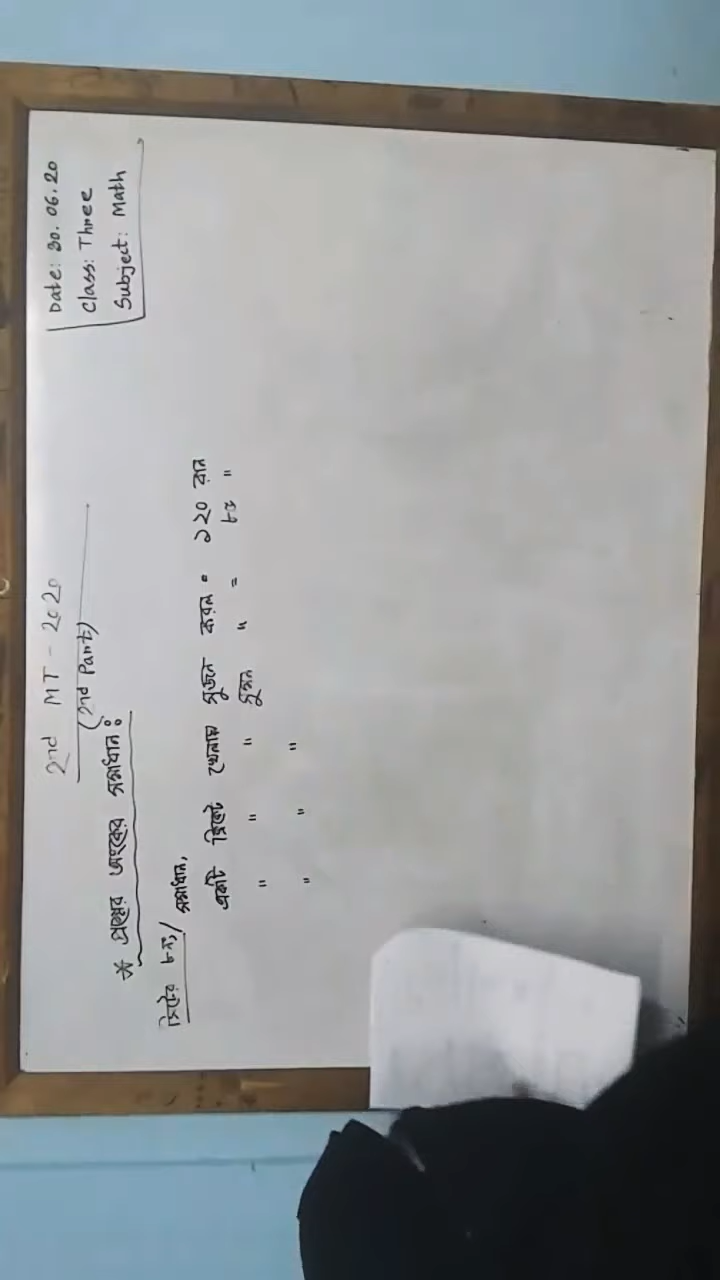 2nd MT - 2020
(2nd Part)
Date: 30.06.20
Class: Three
Subject: Math
* প্রশ্নের অংকের সমাধান:
সমাধান,
একটি ক্রিকেট খেলায় সুজন করল = ১২০ রান
" " " সুমন " = ৮৫ "
" " "